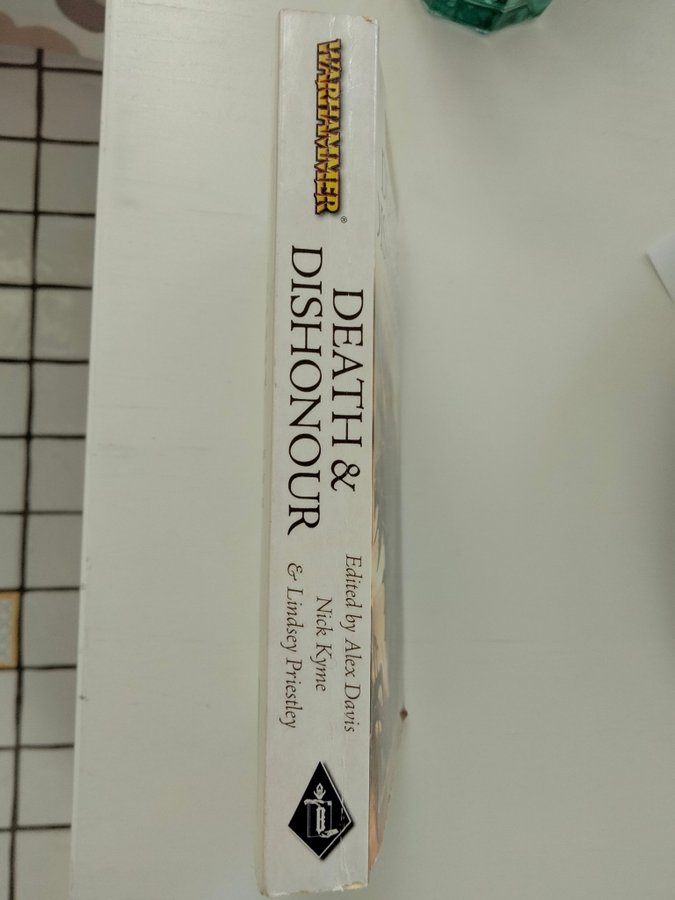 WARHAMMER®
DEATH &
DISHONOUR
Edited by Alex Davis
Nick Kyme
& Lindsey Priestley